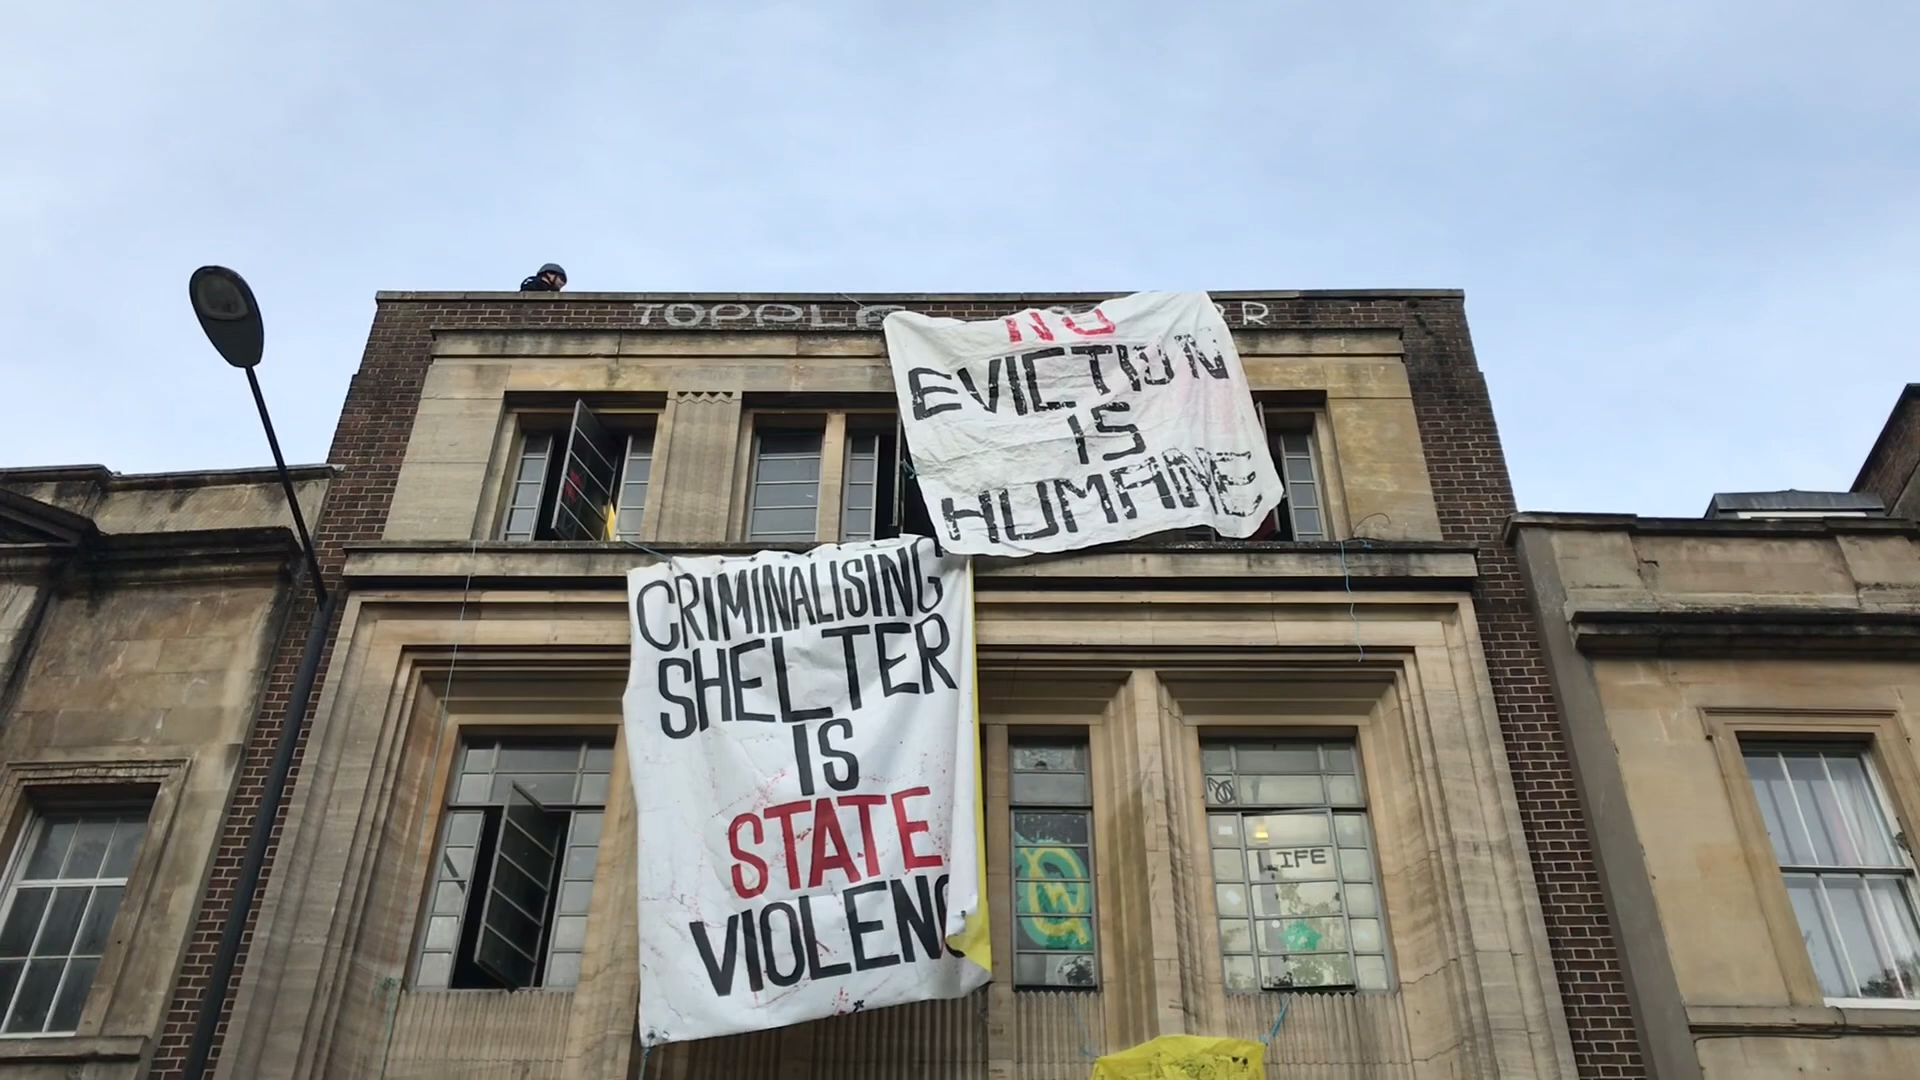 TOPPLE
NO
EVICTION
IS
HUMANE
CRIMINALISING
SHELTER
IS
STATE
VIOLENC
LIFE